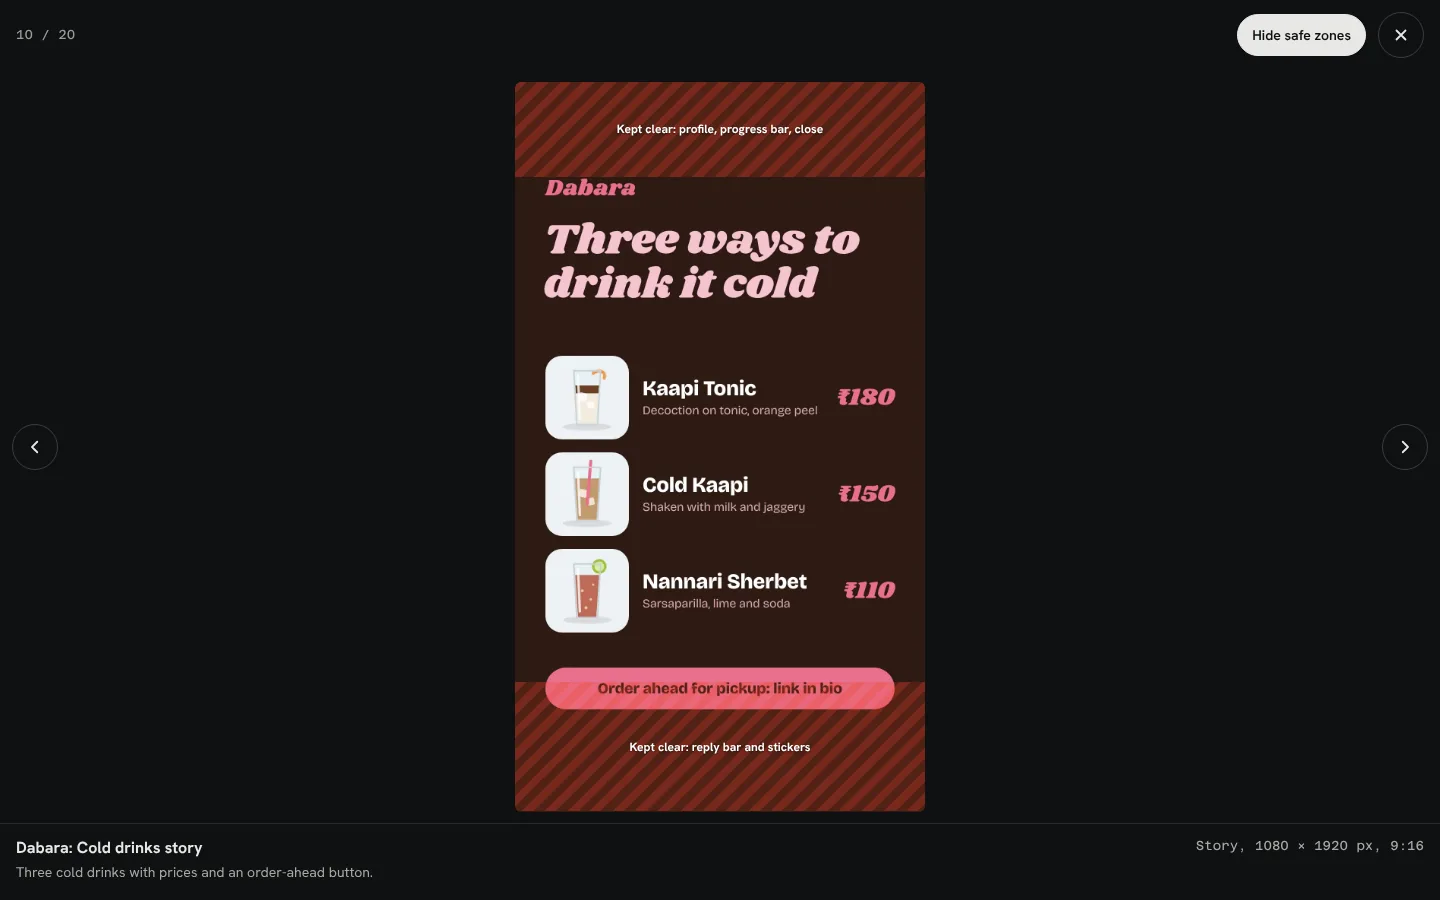 10 / 20
Hide safe zones
Kept clear: profile, progress bar, close
Dabara
Three ways to
drink it cold
Kaapi Tonic
Decoction on tonic, orange peel
₹180
Cold Kaapi
Shaken with milk and jaggery
₹150
Nannari Sherbet
Sarsaparilla, lime and soda
₹110
Order ahead for pickup: link in bio
Kept clear: reply bar and stickers
Dabara: Cold drinks story
Three cold drinks with prices and an order-ahead button.
Story, 1080 × 1920 px, 9:16